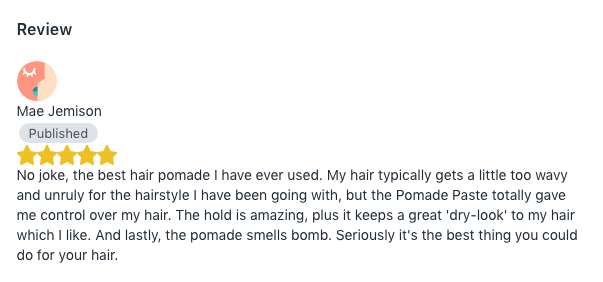 Review
Mae Jemison
Published
No joke, the best hair pomade I have ever used. My hair typically gets a little too wavy
and unruly for the hairstyle I have been going with, but the Pomade Paste totally gave
me control over my hair. The hold is amazing, plus it keeps a great 'dry-look' to my hair
which I like. And lastly, the pomade smells bomb. Seriously it's the best thing you could
do for your hair.